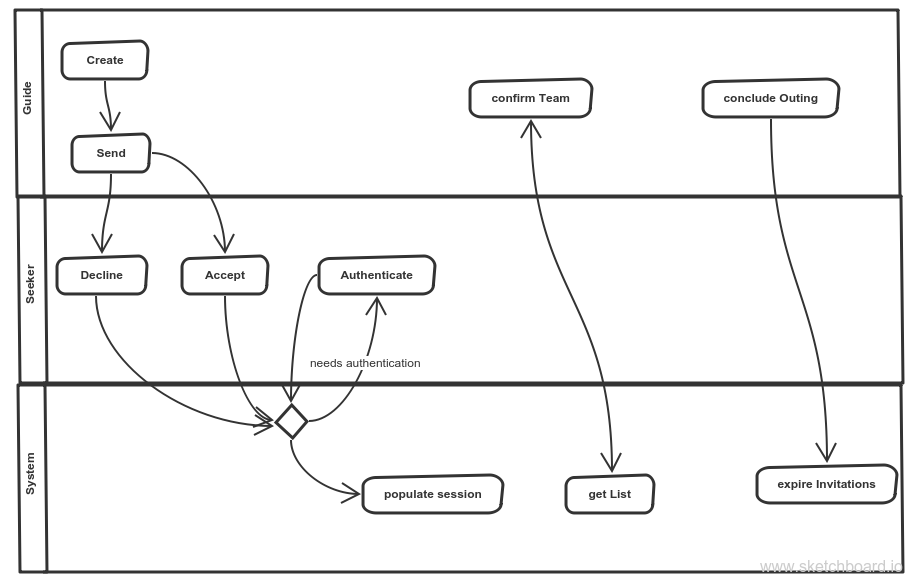 Guide
Create
confirm Team
conclude Outing
Send
Seeker
Decline
Accept
Authenticate
needs authentication
System
populate session
get List
expire Invitations
www.sketchboard.io